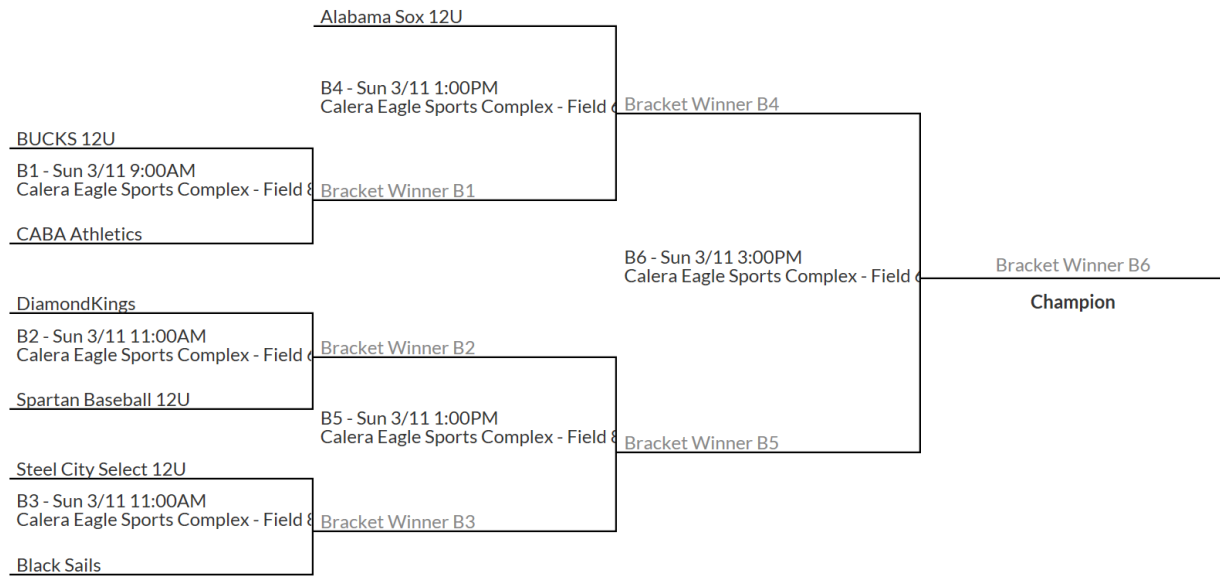 Alabama Sox 12U
B4 - Sun 3/11 1:00PM
Calera Eagle Sports Complex - Field
Bracket Winner B4
BUCKS 12U
B1 - Sun 3/11 9:00AM
Calera Eagle Sports Complex - Field
Bracket Winner B1
CABA Athletics
B6 - Sun 3/11 3:00PM
Calera Eagle Sports Complex - Field
Bracket Winner B6
Champion
DiamondKings
B2 - Sun 3/11 11:00AM
Calera Eagle Sports Complex - Field
Bracket Winner B2
Spartan Baseball 12U
B5 - Sun 3/11 1:00PM
Calera Eagle Sports Complex - Field
Bracket Winner B5
Steel City Select 12U
B3 - Sun 3/11 11:00AM
Calera Eagle Sports Complex - Field
Bracket Winner B3
Black Sails